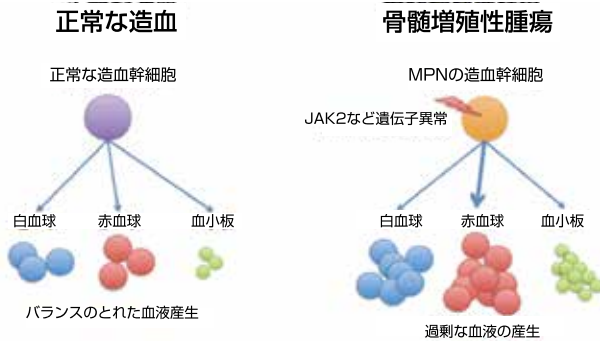 正常な造血
正常な造血幹細胞
白血球
赤血球
血小板
バランスのとれた血液産生
骨髄増殖性腫瘍
MPNの造血幹細胞
JAK2など遺伝子異常
白血球
赤血球
血小板
過剰な血液の産生